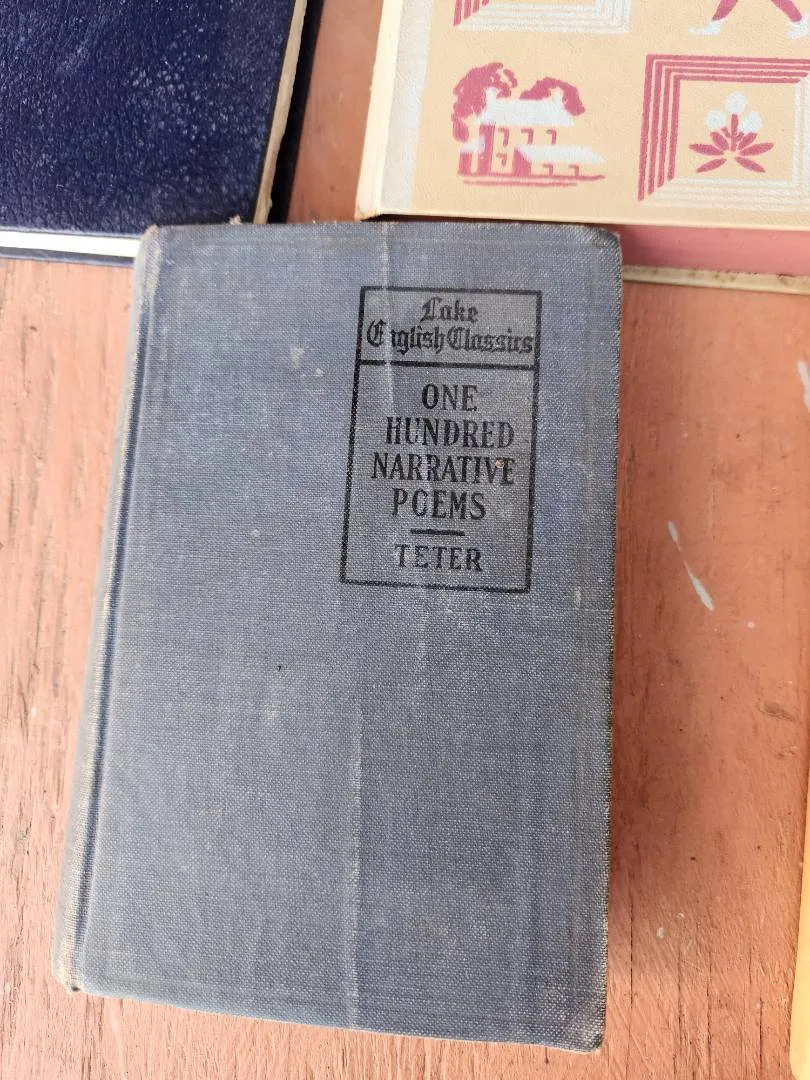 Lake
English Classics
ONE
HUNDRED
NARRATIVE
POEMS
TETER